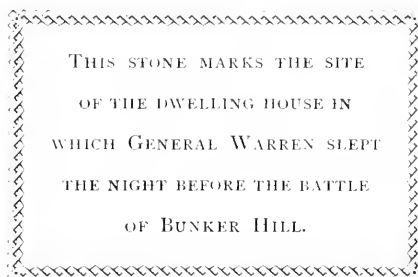 THIS STONE MARKS THE SITE
OF THE DWELLING HOUSE IN
WHICH GENERAL WARREN SLEPT
THE NIGHT BEFORE THE BATTLE
OF BUNKER HILL.